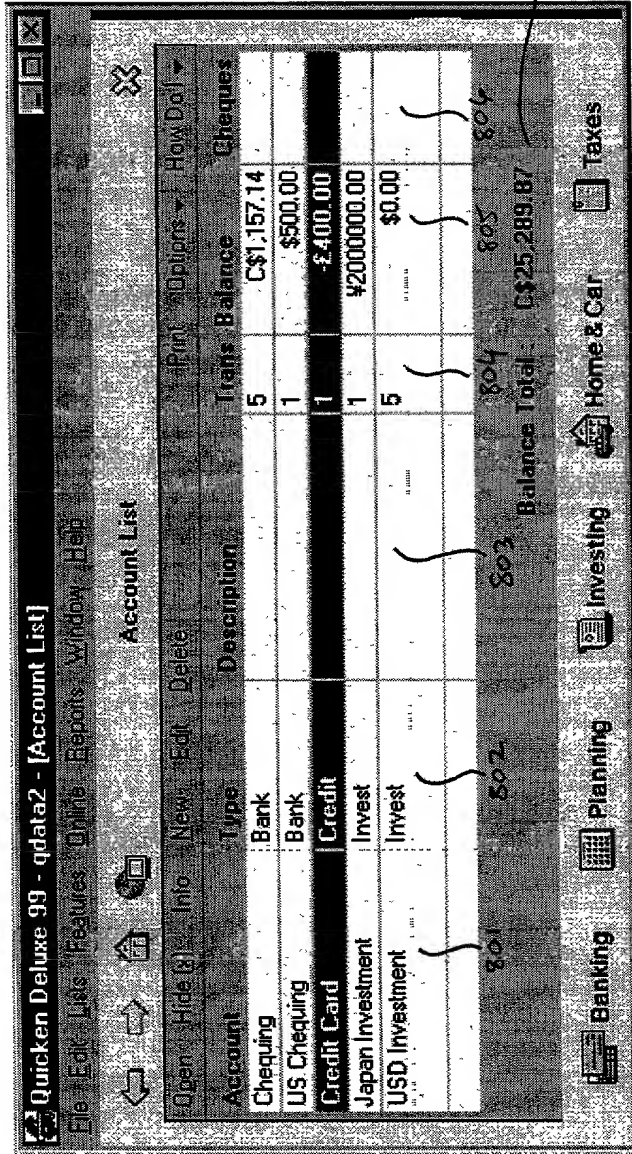 Quicken Deluxe 99 - qdata2 - [Account List]
File Edit Lists Features Online Reports Window Help
Account List
Open Hide Info New Edit Delete Print Options How Do I
Account Type Description Trans Balance Cheques
Chequing Bank 5 C$1,157.14
US. Chequing Bank 1 $500.00
Credit Card Credit 1 -£400.00
Japan Investment Invest 1 ¥2000000.00
USD. Investment Invest 5 $0.00
801 802 803 804 805 806
Balance Total: C$25,289.87
Banking Planning Investing Home & Car Taxes